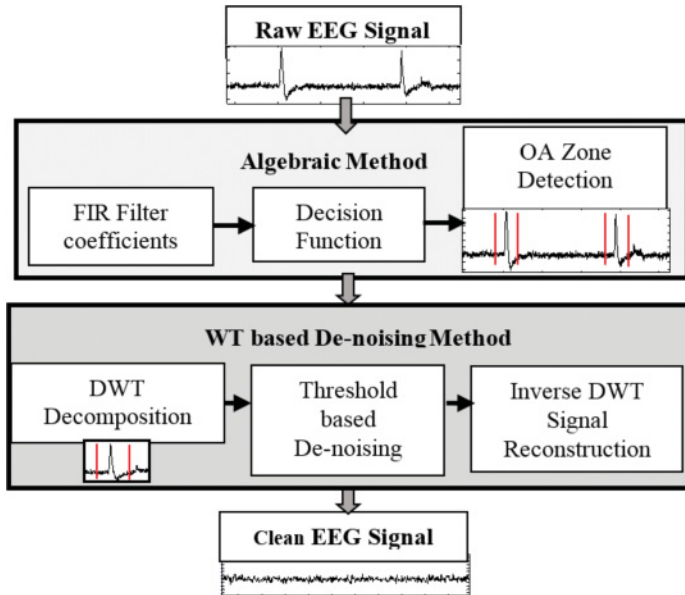 Raw EEG Signal
Algebraic Method
FIR Filter
coefficients
Decision
Function
OA Zone
Detection
WT based De-noising Method
DWT
Decomposition
Threshold
based
De-noising
Inverse DWT
Signal
Reconstruction
Clean EEG Signal